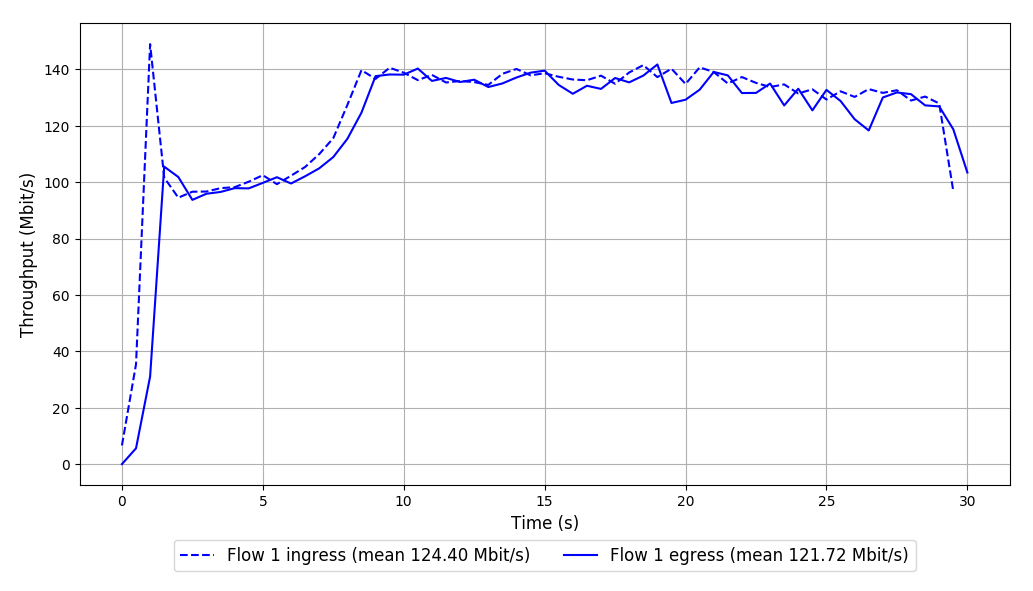 Throughput (Mbit/s)
140
120
100
80
60
40
20
0
0 5 10 15 20 25 30
Time (s)
Flow 1 ingress (mean 124.40 Mbit/s) Flow 1 egress (mean 121.72 Mbit/s)